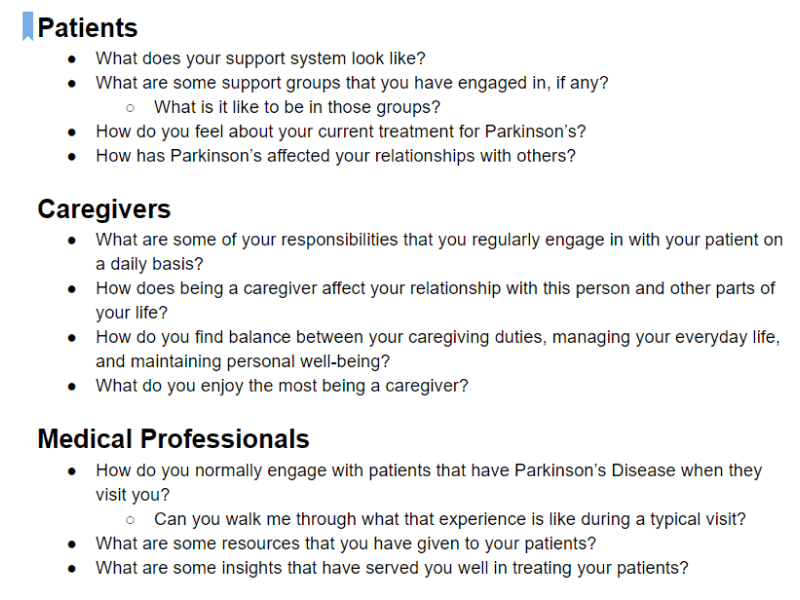 Patients
● What does your support system look like?
● What are some support groups that you have engaged in, if any?
○ What is it like to be in those groups?
● How do you feel about your current treatment for Parkinson’s?
● How has Parkinson’s affected your relationships with others?
Caregivers
● What are some of your responsibilities that you regularly engage in with your patient on
a daily basis?
● How does being a caregiver affect your relationship with this person and other parts of
your life?
● How do you find balance between your caregiving duties, managing your everyday life,
and maintaining personal well-being?
● What do you enjoy the most being a caregiver?
Medical Professionals
● How do you normally engage with patients that have Parkinson’s Disease when they
visit you?
○ Can you walk me through what that experience is like during a typical visit?
● What are some resources that you have given to your patients?
● What are some insights that have served you well in treating your patients?